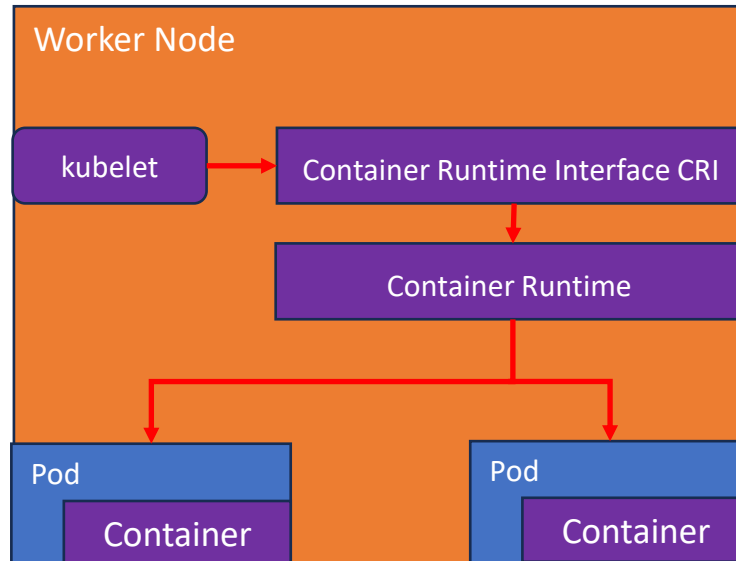 Worker Node
kubelet
Container Runtime Interface CRI
Container Runtime
Pod
Pod
Container
Container